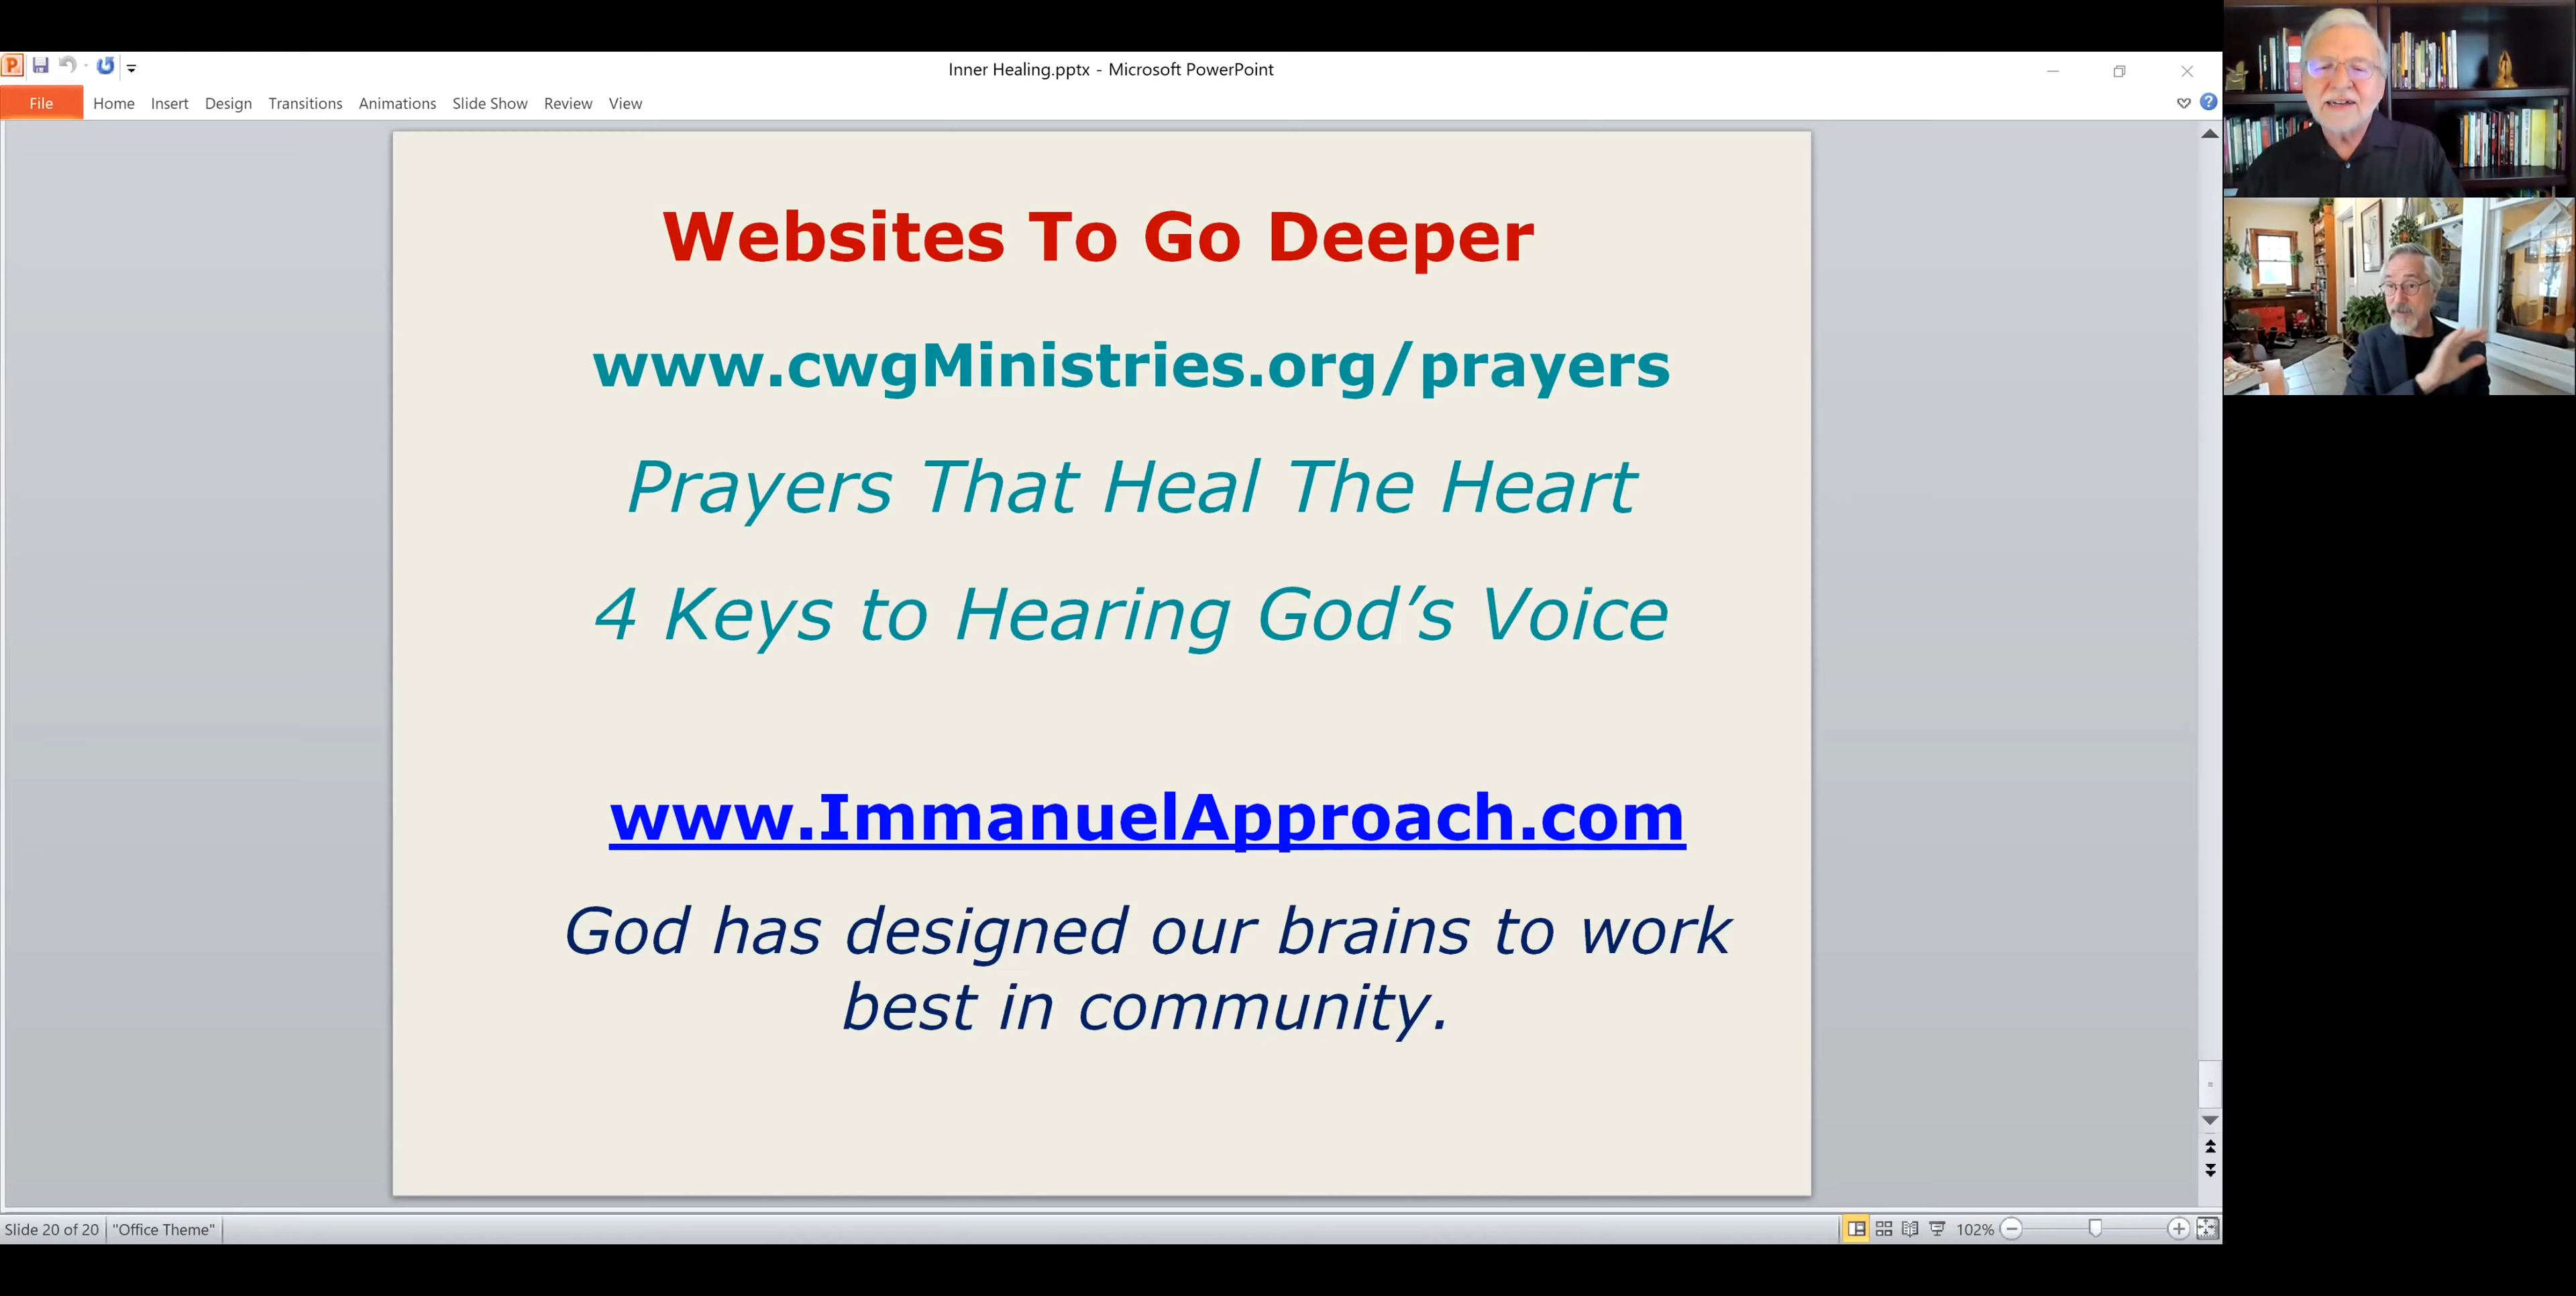 Inner Healing.pptx - Microsoft PowerPoint
File Home Insert Design Transitions Animations Slide Show Review View
Websites To Go Deeper
www.cwgMinistries.org/prayers
Prayers That Heal The Heart
4 Keys to Hearing God’s Voice
www.ImmanuelApproach.com
God has designed our brains to work
best in community.
Slide 20 of 20 "Office Theme" 102%